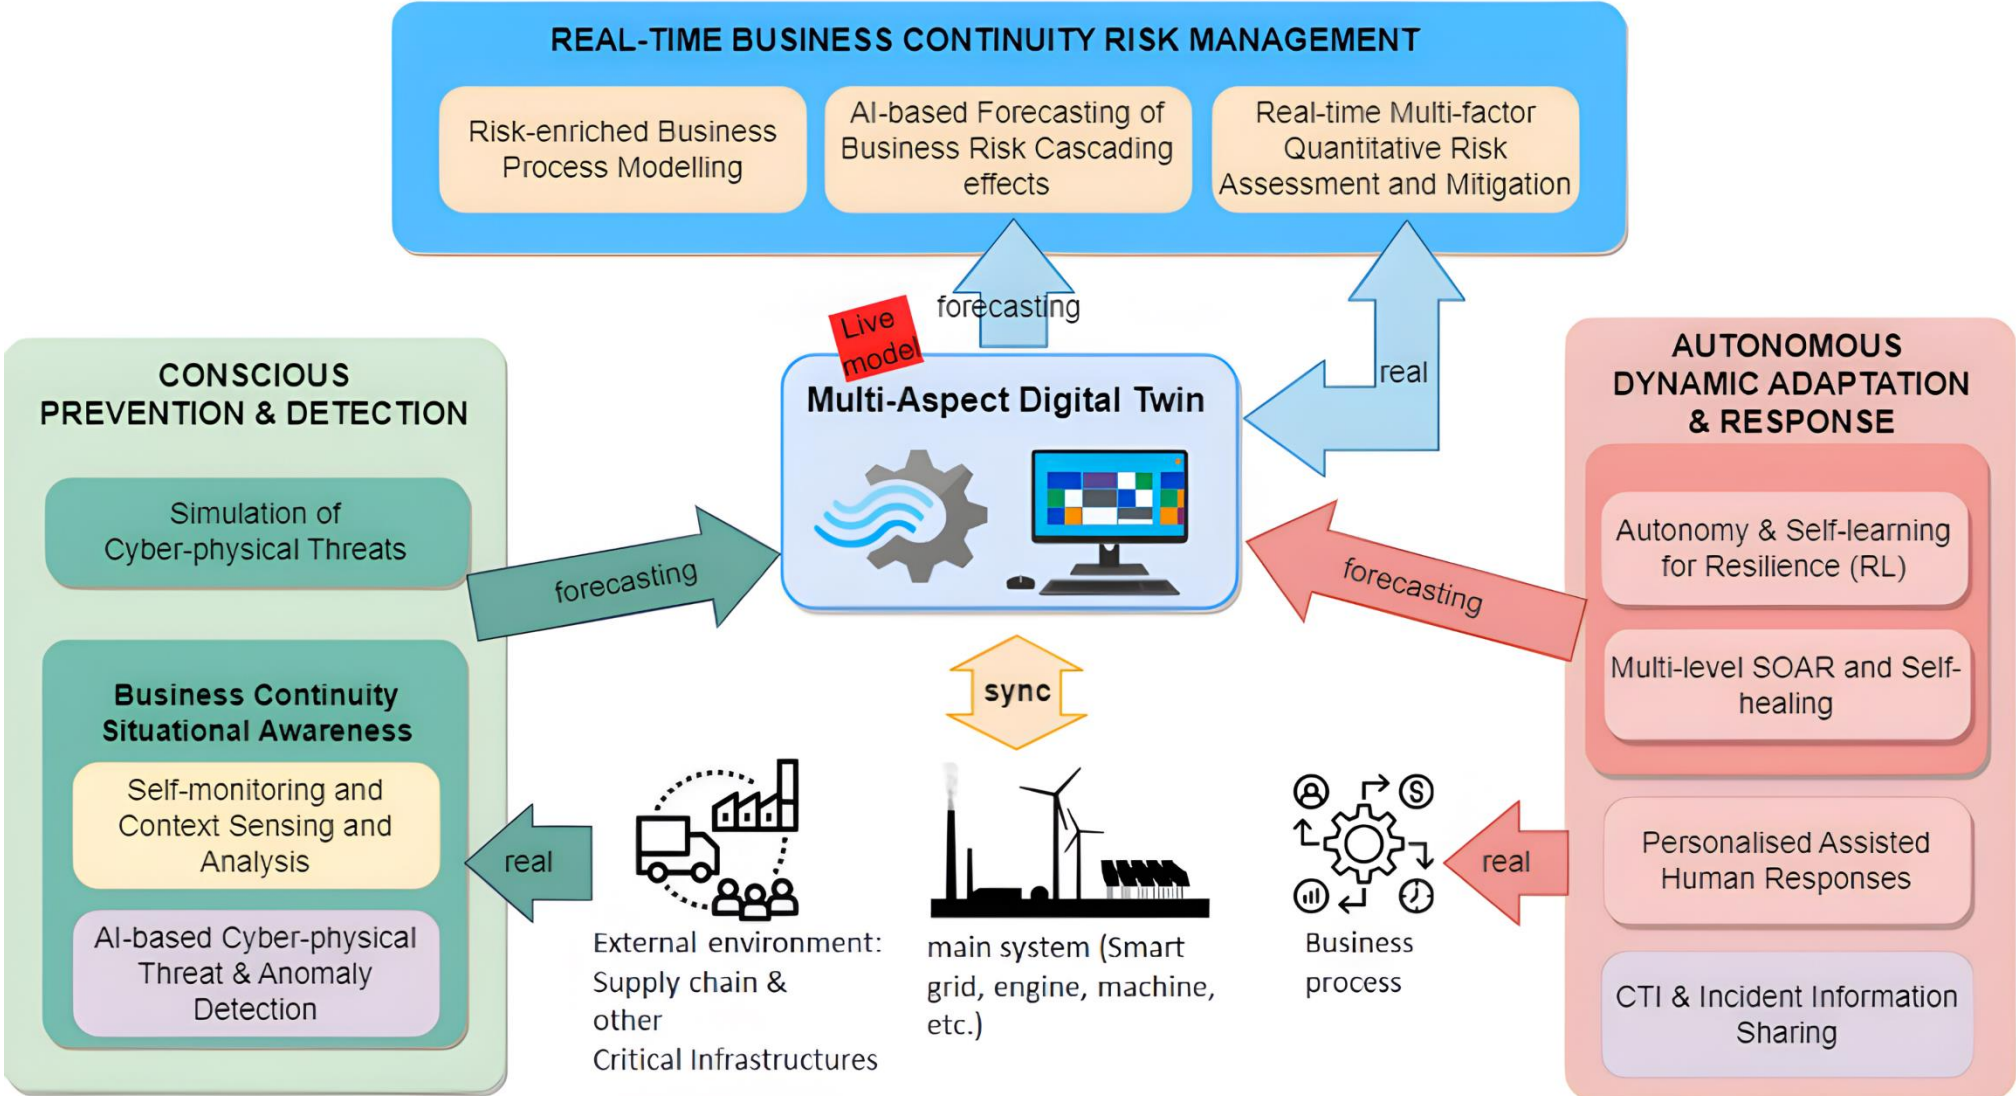 REAL-TIME BUSINESS CONTINUITY RISK MANAGEMENT
Risk-enriched Business
Process Modelling
AI-based Forecasting of
Business Risk Cascading
effects
Real-time Multi-factor
Quantitative Risk
Assessment and Mitigation
forecasting
real
Live
model
Multi-Aspect Digital Twin
CONSCIOUS
PREVENTION & DETECTION
Simulation of
Cyber-physical Threats
forecasting
Business Continuity
Situational Awareness
Self-monitoring and
Context Sensing and
Analysis
AI-based Cyber-physical
Threat & Anomaly
Detection
real
sync
External environment:
Supply chain &
other
Critical Infrastructures
main system (Smart
grid, engine, machine,
etc.)
S
Business
process
AUTONOMOUS
DYNAMIC ADAPTATION
& RESPONSE
Autonomy & Self-learning
for Resilience (RL)
forecasting
Multi-level SOAR and Self-
healing
real
Personalised Assisted
Human Responses
CTI & Incident Information
Sharing